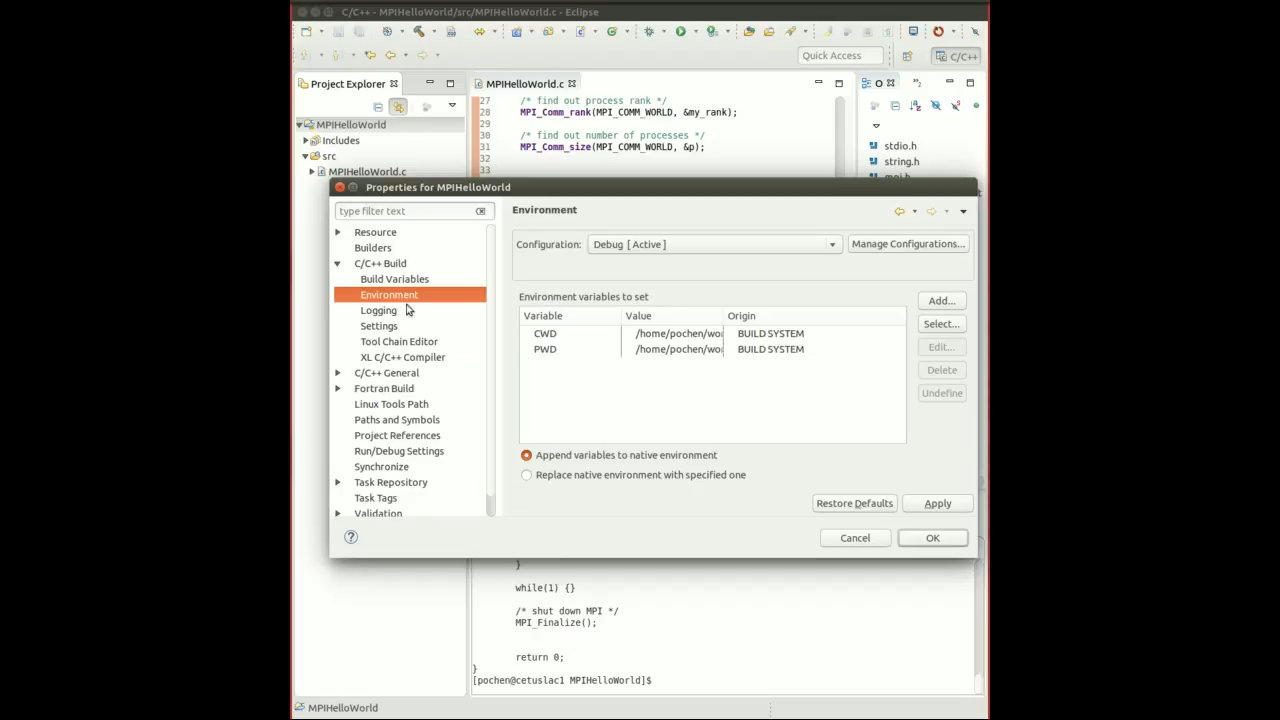 C/C++ - MPIHelloWorld/src/MPIHelloWorld.c - Eclipse
Quick Access
C/C++
Project Explorer
MPIHelloWorld
Includes
src
MPIHelloWorld.c
MPIHelloWorld.c
27 /* find out process rank */
28 MPI_Comm_rank(MPI_COMM_WORLD, &my_rank);
29
30 /* find out number of processes */
31 MPI_Comm_size(MPI_COMM_WORLD, &p);
32
33
O
stdio.h
string.h
mpi.h
Properties for MPIHelloWorld
type filter text
Resource
Builders
C/C++ Build
Build Variables
Environment
Logging
Settings
Tool Chain Editor
XL C/C++ Compiler
C/C++ General
Fortran Build
Linux Tools Path
Paths and Symbols
Project References
Run/Debug Settings
Synchronize
Task Repository
Task Tags
Validation
Environment
Configuration: Debug [ Active ] Manage Configurations...
Environment variables to set
Variable Value Origin
CWD /home/pochen/wor BUILD SYSTEM
PWD /home/pochen/wor BUILD SYSTEM
Add...
Select...
Edit...
Delete
Undefine
Append variables to native environment
Replace native environment with specified one
Restore Defaults Apply
Cancel OK
}
while(1) {}
/* shut down MPI */
MPI_Finalize();
return 0;
}
[pochen@cetuslac1 MPIHelloWorld]$
MPIHelloWorld